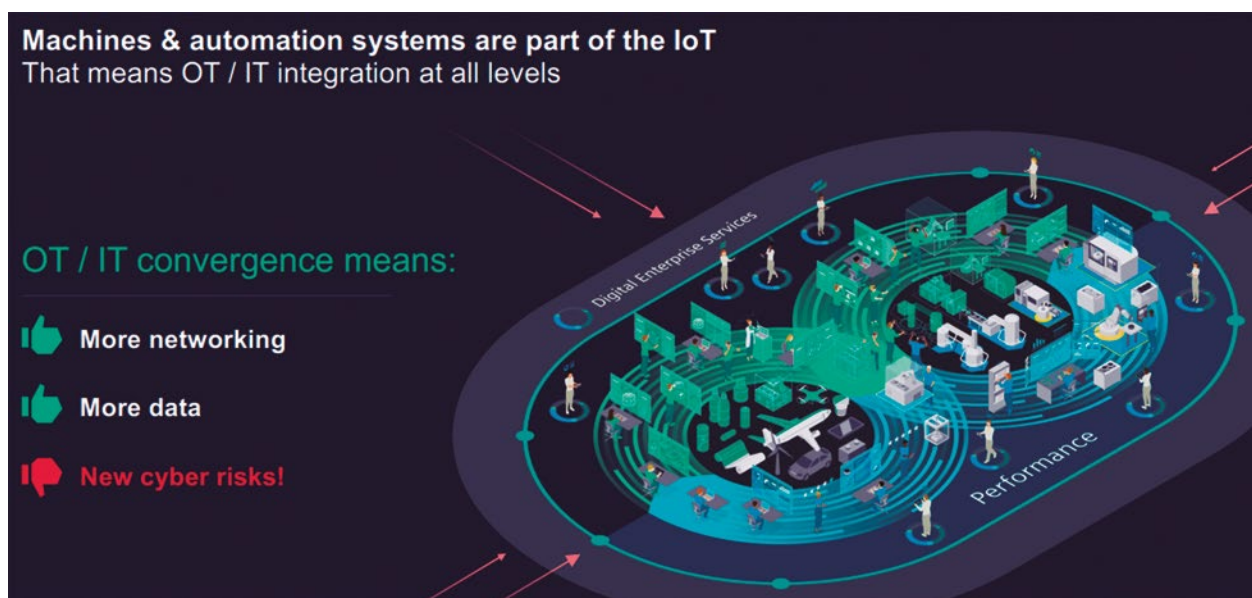 Machines & automation systems are part of the IoT
That means OT / IT integration at all levels
OT / IT convergence means:
More networking
More data
New cyber risks!
Digital Enterprise Services
Performance